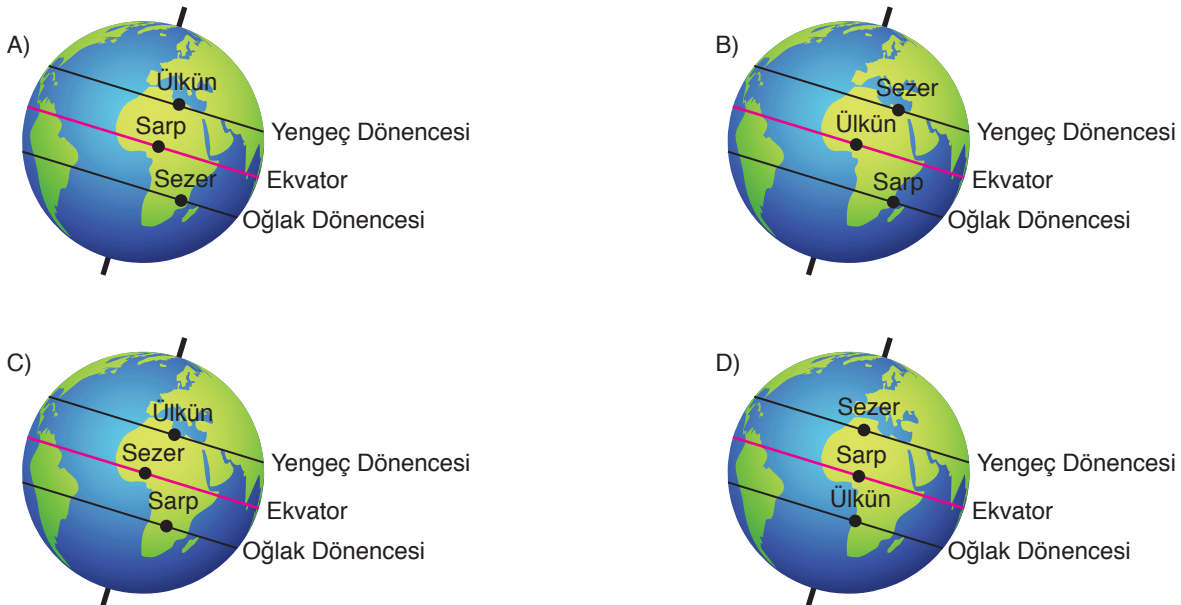 A)
Ülkün
Sarp
Sezer
Yengeç Dönencesi
Ekvator
Oğlak Dönencesi
B)
Sezer
Ülkün
Sarp
Yengeç Dönencesi
Ekvator
Oğlak Dönencesi
C)
Ülkün
Sezer
Sarp
Yengeç Dönencesi
Ekvator
Oğlak Dönencesi
D)
Sezer
Sarp
Ülkün
Yengeç Dönencesi
Ekvator
Oğlak Dönencesi